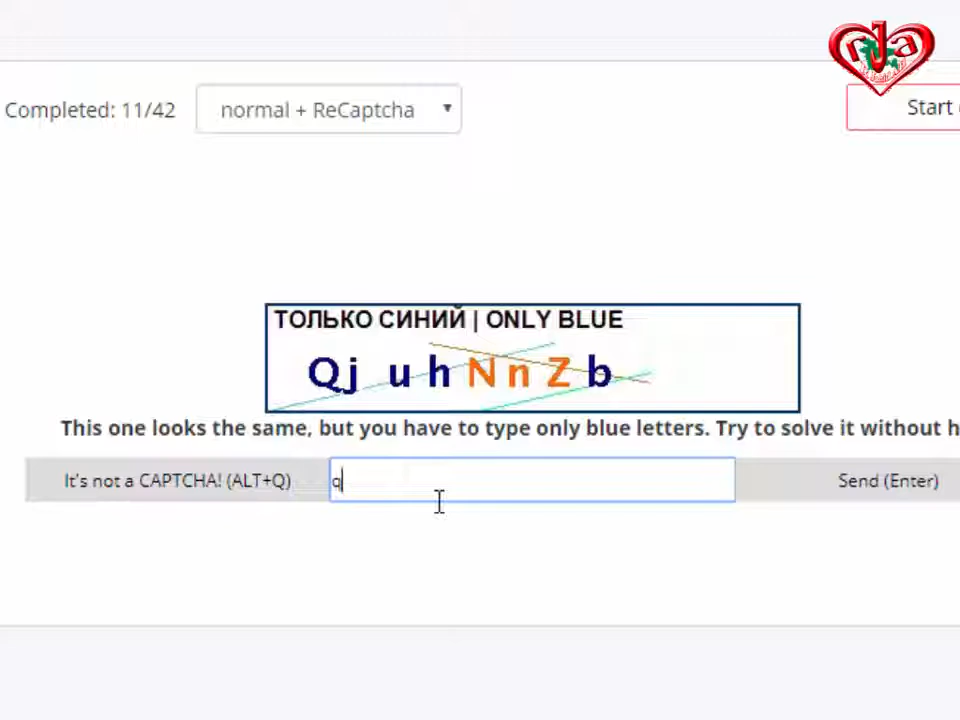 rja
Completed: 11/42
normal + ReCaptcha
Start
ТОЛЬКО СИНИЙ | ONLY BLUE
Qj u h N n Z b
This one looks the same, but you have to type only blue letters. Try to solve it without h
It's not a CAPTCHA! (ALT+Q)
q
Send (Enter)